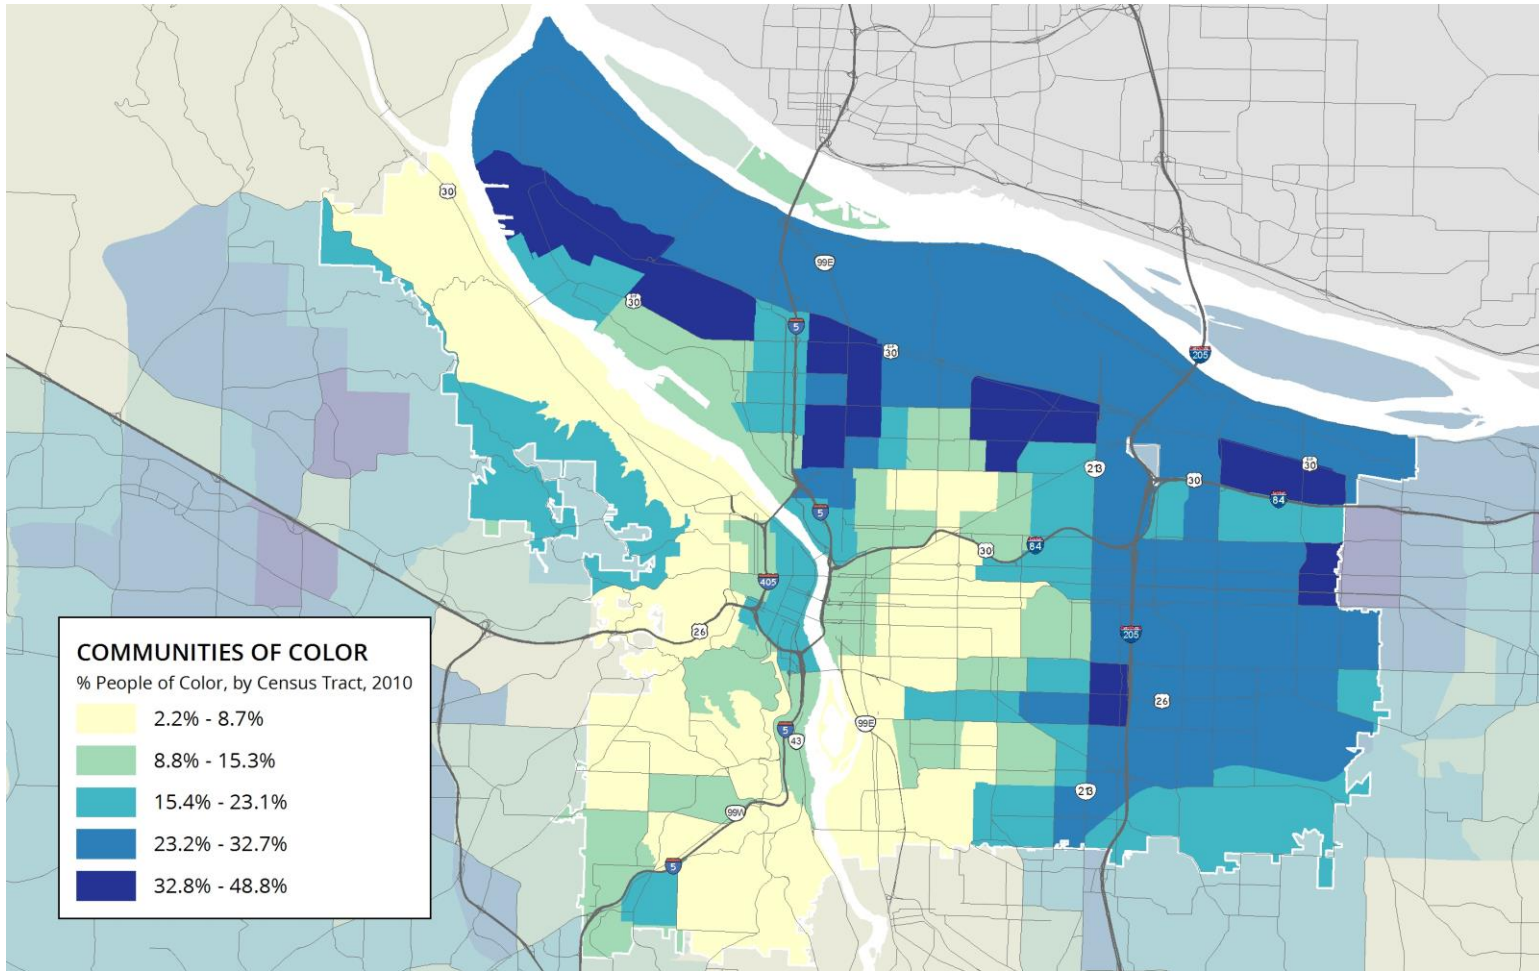 30
99E
30
5
30
205
213
30
30
84
5
30
84
405
26
205
26
99E
5
43
213
99W
5
COMMUNITIES OF COLOR
% People of Color, by Census Tract, 2010
2.2% - 8.7%
8.8% - 15.3%
15.4% - 23.1%
23.2% - 32.7%
32.8% - 48.8%